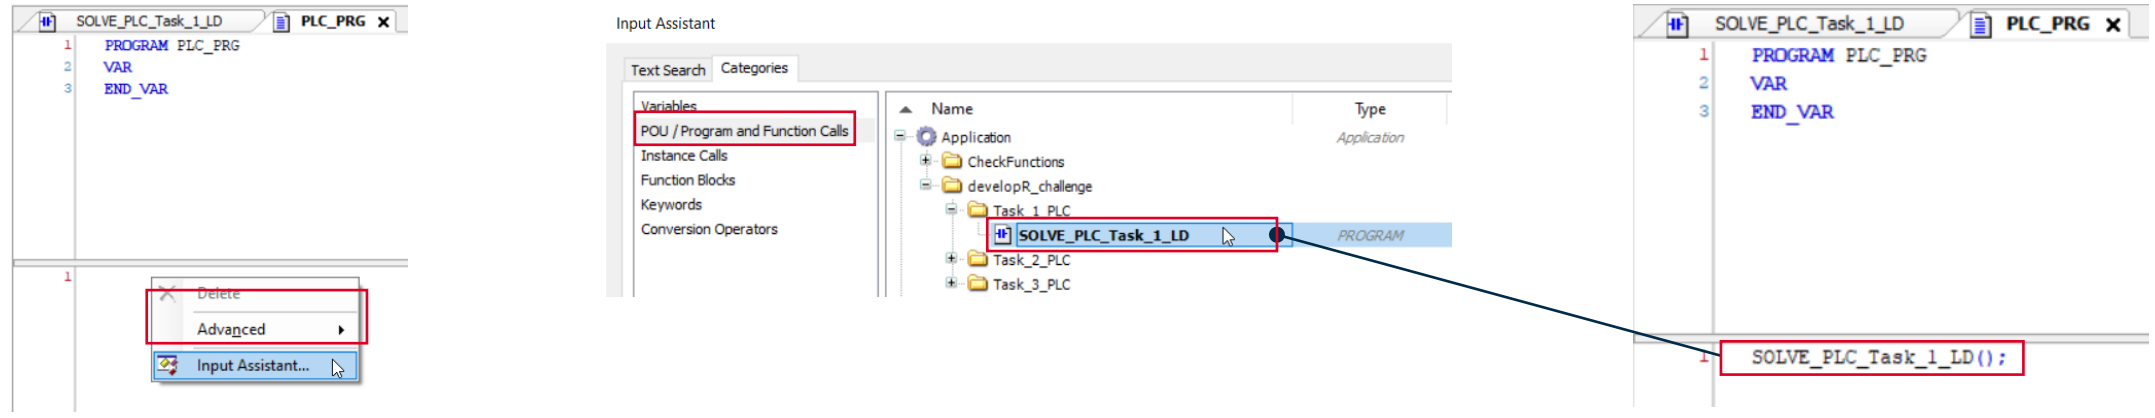 SOLVE_PLC_Task_1_LD
PLC_PRG
1 PROGRAM PLC_PRG
2 VAR
3 END_VAR
1
Delete
Advanced
Input Assistant...
Input Assistant
Text Search
Categories
Variables
POU / Program and Function Calls
Instance Calls
Function Blocks
Keywords
Conversion Operators
Name
Type
Application
Application
CheckFunctions
developR_challenge
Task_1_PLC
SOLVE_PLC_Task_1_LD
PROGRAM
Task_2_PLC
Task_3_PLC
SOLVE_PLC_Task_1_LD
PLC_PRG
1 PROGRAM PLC_PRG
2 VAR
3 END_VAR
1 SOLVE_PLC_Task_1_LD();